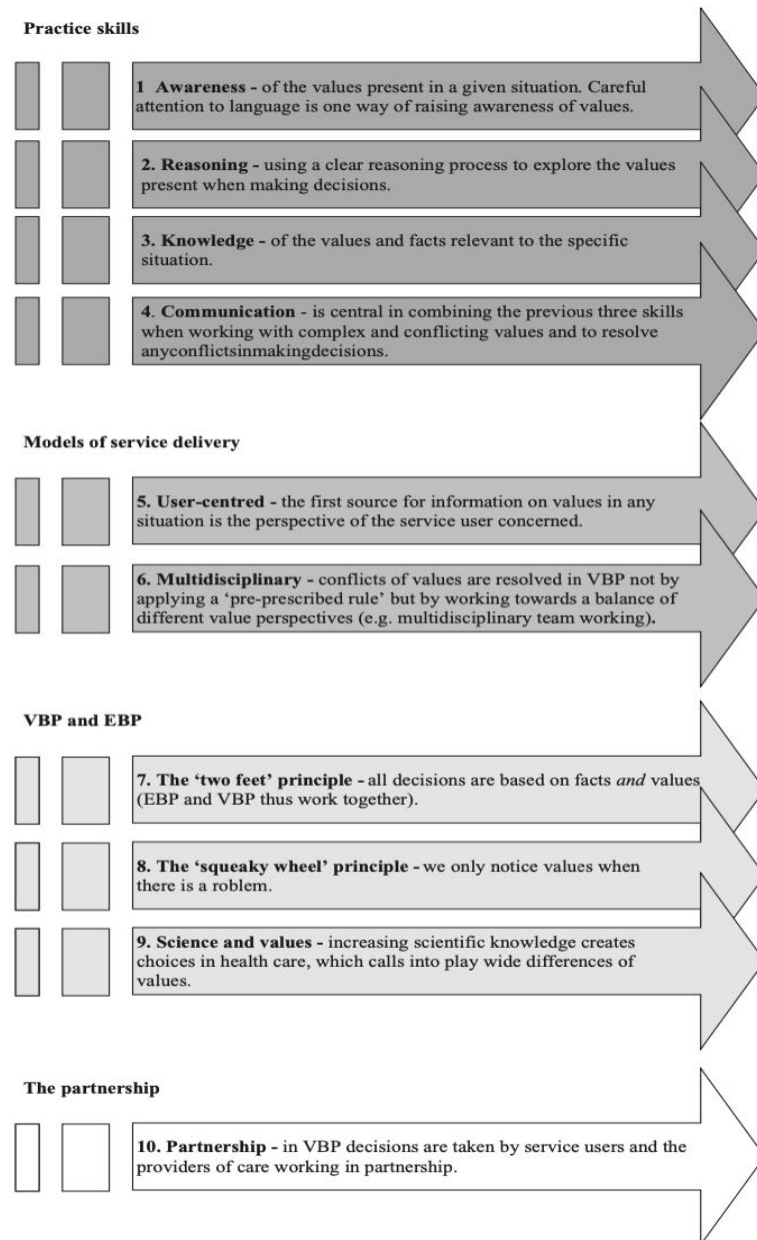 Practice skills
1 Awareness - of the values present in a given situation. Careful
attention to language is one way of raising awareness of values.
2. Reasoning - using a clear reasoning process to explore the values
present when making decisions.
3. Knowledge - of the values and facts relevant to the specific
situation.
4. Communication - is central in combining the previous three skills
when working with complex and conflicting values and to resolve
anyconflictsinmakingdecisions.
Models of service delivery
5. User-centred - the first source for information on values in any
situation is the perspective of the service user concerned.
6. Multidisciplinary - conflicts of values are resolved in VBP not by
applying a ‘pre-prescribed rule’ but by working towards a balance of
different value perspectives (e.g. multidisciplinary team working).
VBP and EBP
7. The ‘two feet’ principle - all decisions are based on facts and values
(EBP and VBP thus work together).
8. The ‘squeaky wheel’ principle - we only notice values when
there is a roblem.
9. Science and values - increasing scientific knowledge creates
choices in health care, which calls into play wide differences of
values.
The partnership
10. Partnership - in VBP decisions are taken by service users and the
providers of care working in partnership.